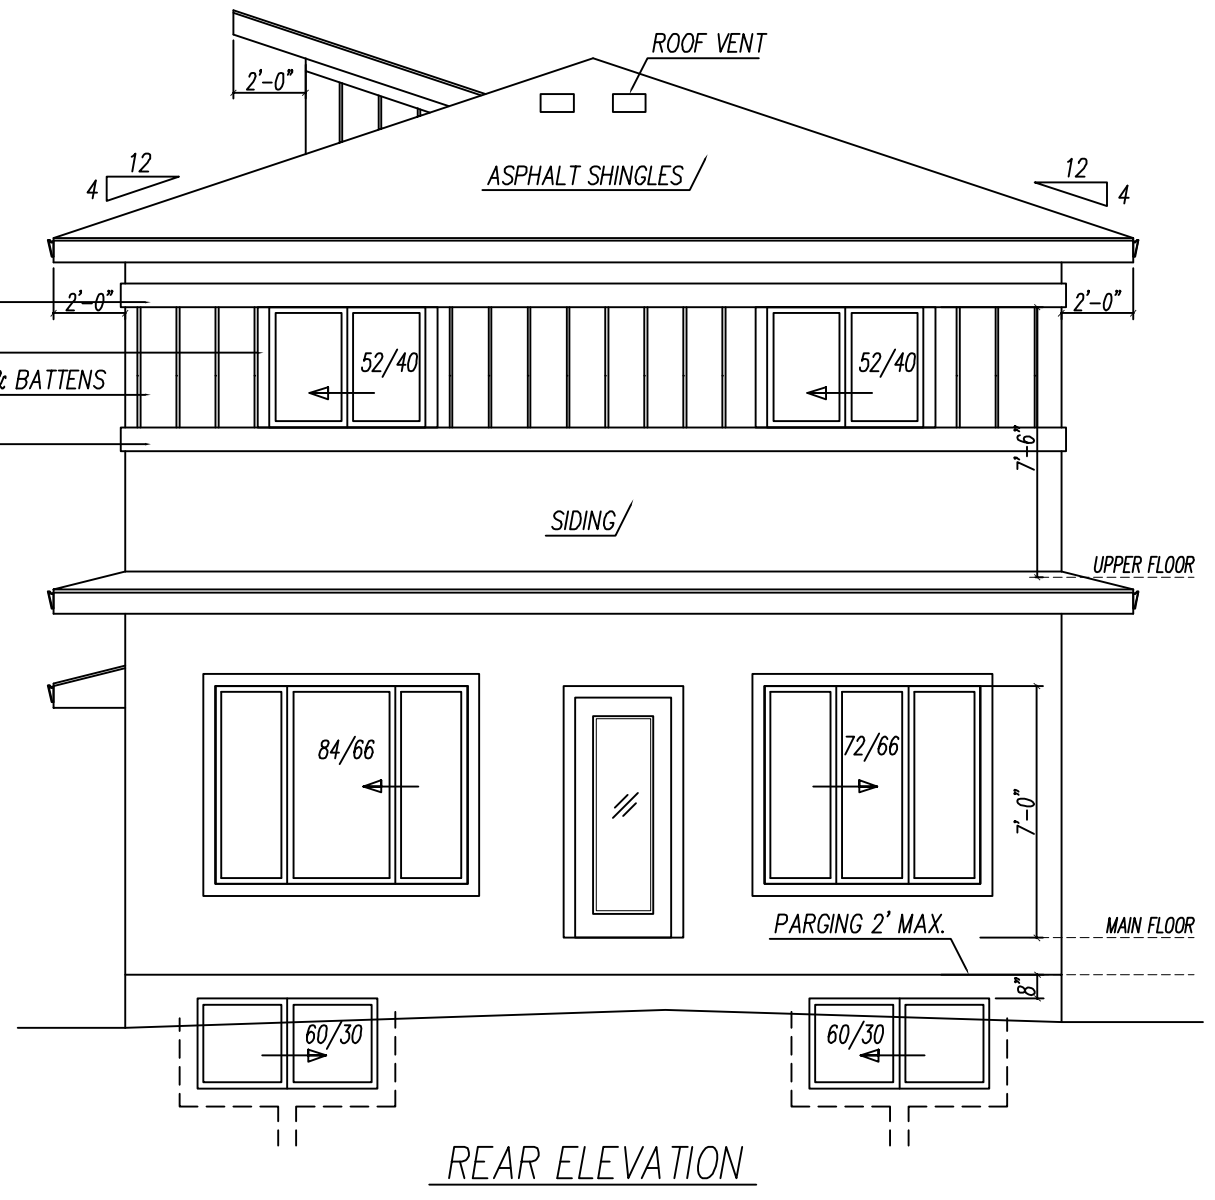 ROOF VENT
2'-0"
12
4
ASPHALT SHINGLES
12
4
2'-0"
2'-0"
52/40
52/40
& BATTENS
7'-6"
SIDING
UPPER FLOOR
84/66
72/66
7'-0"
PARGING 2' MAX.
MAIN FLOOR
8"
60/30
60/30
REAR ELEVATION